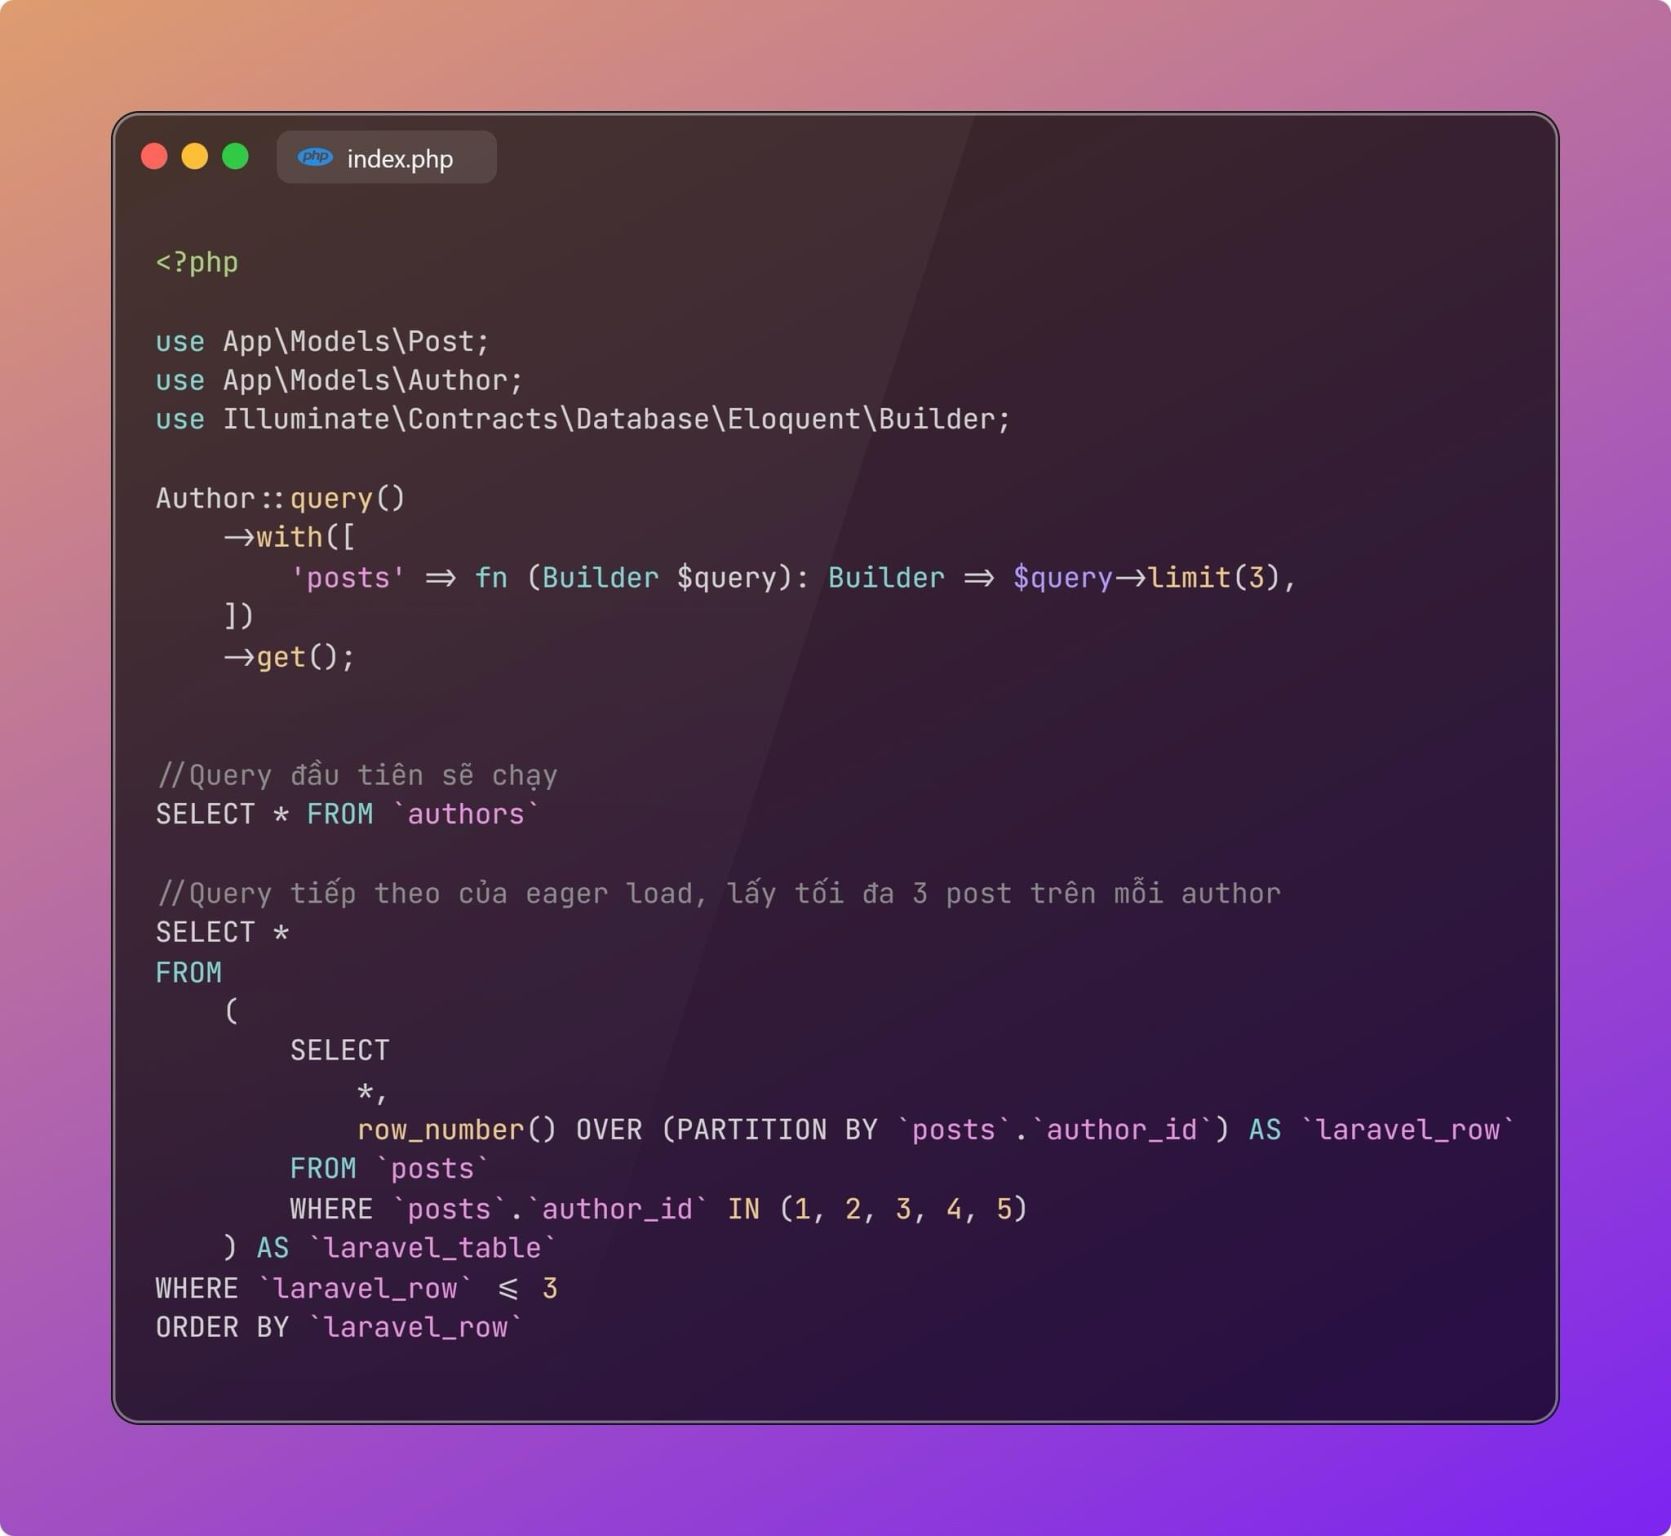 php index.php
<?php
use App\Models\Post;
use App\Models\Author;
use Illuminate\Contracts\Database\Eloquent\Builder;
Author::query()
->with([
'posts' => fn (Builder $query): Builder => $query->limit(3),
])
->get();
//Query đầu tiên sẽ chạy
SELECT * FROM `authors`
//Query tiếp theo của eager load, lấy tối đa 3 post trên mỗi author
SELECT *
FROM
(
SELECT
*,
row_number() OVER (PARTITION BY `posts`.`author_id`) AS `laravel_row`
FROM `posts`
WHERE `posts`.`author_id` IN (1, 2, 3, 4, 5)
) AS `laravel_table`
WHERE `laravel_row` <= 3
ORDER BY `laravel_row`